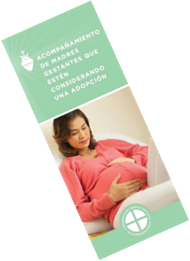 ACOMPAÑAMIENTO
DE MADRES
GESTANTES QUE
ESTÉN
CONSIDERANDO
UNA ADOPCIÓN